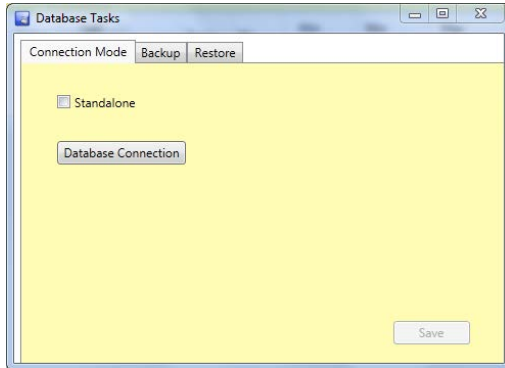 Database Tasks
Connection Mode Backup Restore
Standalone
Database Connection
Save